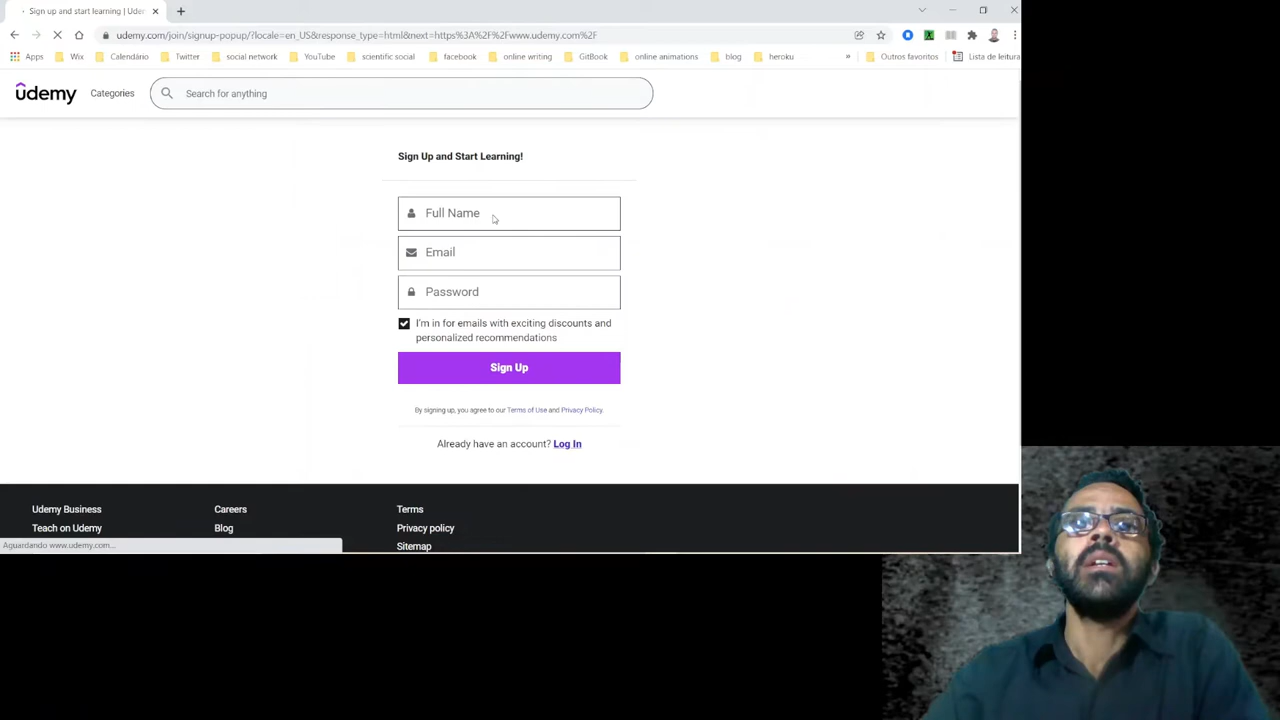 Sign up and start learning | Uder
udemy.com/join/signup-popup/?locale=en_US&response_type=html&next=https%3A%2F%2Fwww.udemy.com%2F
Apps Wix Calendário Twitter social network YouTube scientific social facebook online writing GitBook online animations blog heroku » Outros favoritos Lista de leitura
udemy Categories Search for anything
Sign Up and Start Learning!
Full Name
Email
Password
I'm in for emails with exciting discounts and
personalized recommendations
Sign Up
By signing up, you agree to our Terms of Use and Privacy Policy.
Already have an account? Log In
Udemy Business Careers Terms
Teach on Udemy Blog Privacy policy
Sitemap
Aguardando www.udemy.com...